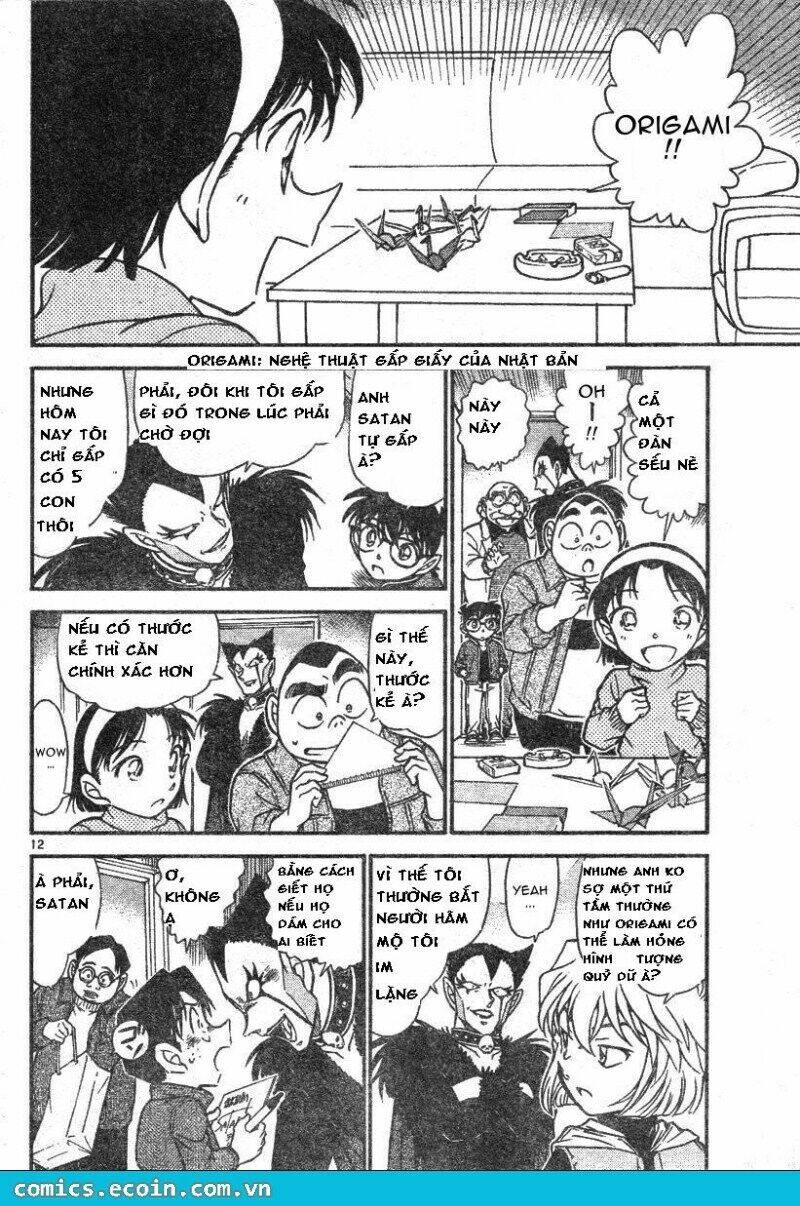 ORIGAMI
!!
ORIGAMI: NGHỆ THUẬT GẤP GIẤY CỦA NHẬT BẢN
CẢ
MỘT
ĐÀN
SẾU NÈ
OH
!!
NÀY
NÀY
ANH
SATAN
TỰ GẤP
À?
PHẢI, ĐÔI KHI TÔI GẤP
GÌ ĐÓ TRONG LÚC PHẢI
CHỜ ĐỢI
NHƯNG
HÔM
NAY TÔI
CHỈ GẤP
CÓ 5
CON
THÔI
GÌ THẾ
NÀY,
THƯỚC
KẺ À?
NẾU CÓ THƯỚC
KẺ THÌ CĂN
CHÍNH XÁC HƠN
WOW
...
12
NHƯNG ANH KO
SỢ MỘT THỨ
TẦM THƯỜNG
NHƯ ORIGAMI CÓ
THỂ LÀM HỎNG
HÌNH TƯỢNG
QUỶ DỮ À?
YEAH
...
VÌ THẾ TÔI
THƯỜNG BẮT
NGƯỜI HÂM
MỘ TÔI
IM
LẶNG
BẰNG CÁCH
GIẾT HỌ
NẾU HỌ
DẤM CHO
AI BIẾT
Ơ,
KHÔNG
Ạ
À PHẢI,
SATAN
comics.ecoin.com.vn